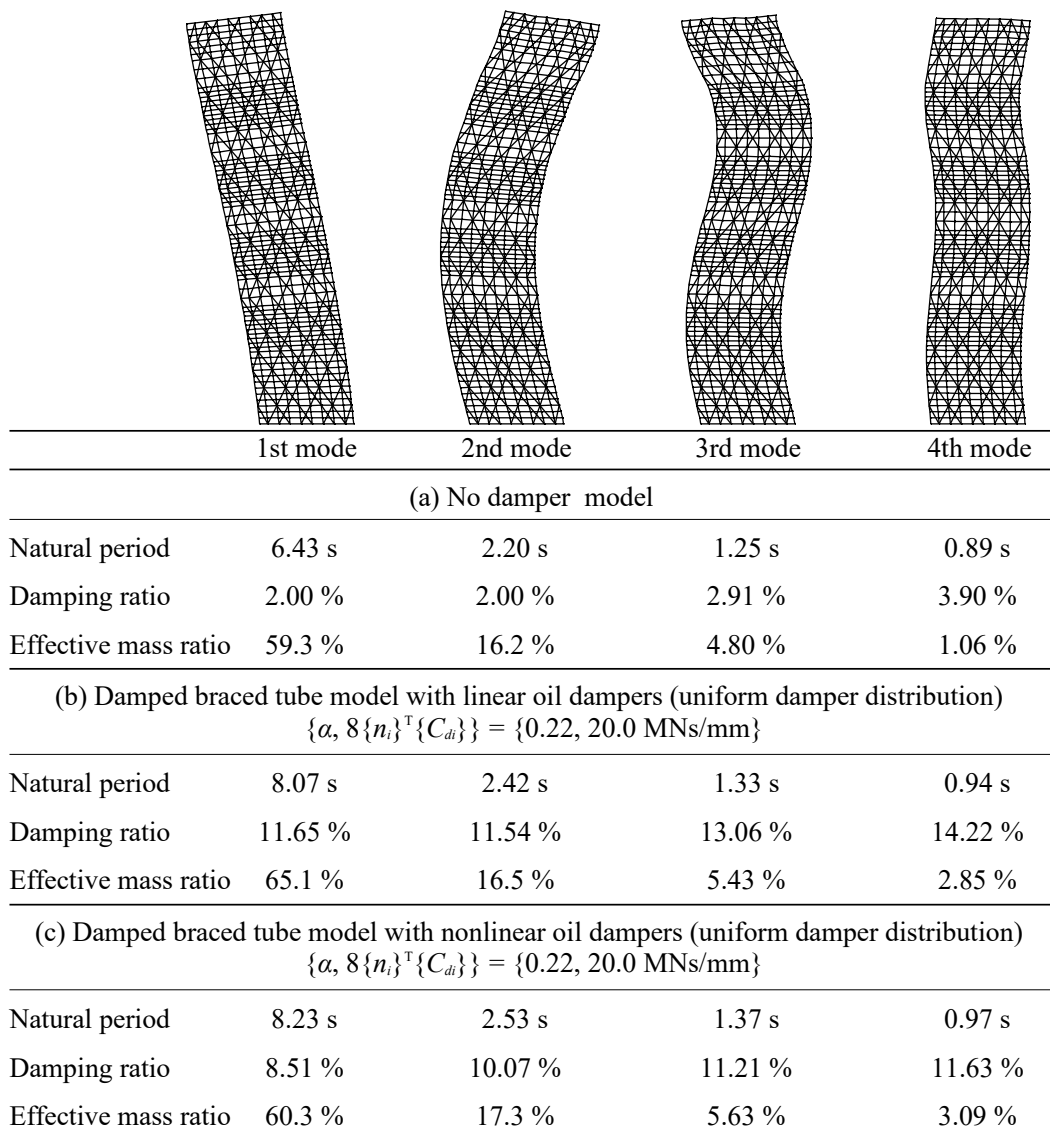 1st mode 2nd mode 3rd mode 4th mode
(a) No damper model
Natural period 6.43 s 2.20 s 1.25 s 0.89 s
Damping ratio 2.00 % 2.00 % 2.91 % 3.90 %
Effective mass ratio 59.3 % 16.2 % 4.80 % 1.06 %
(b) Damped braced tube model with linear oil dampers (uniform damper distribution)
{α, 8{nᵢ}ᵀ{C_di}} = {0.22, 20.0 MNs/mm}
Natural period 8.07 s 2.42 s 1.33 s 0.94 s
Damping ratio 11.65 % 11.54 % 13.06 % 14.22 %
Effective mass ratio 65.1 % 16.5 % 5.43 % 2.85 %
(c) Damped braced tube model with nonlinear oil dampers (uniform damper distribution)
{α, 8{nᵢ}ᵀ{C_di}} = {0.22, 20.0 MNs/mm}
Natural period 8.23 s 2.53 s 1.37 s 0.97 s
Damping ratio 8.51 % 10.07 % 11.21 % 11.63 %
Effective mass ratio 60.3 % 17.3 % 5.63 % 3.09 %